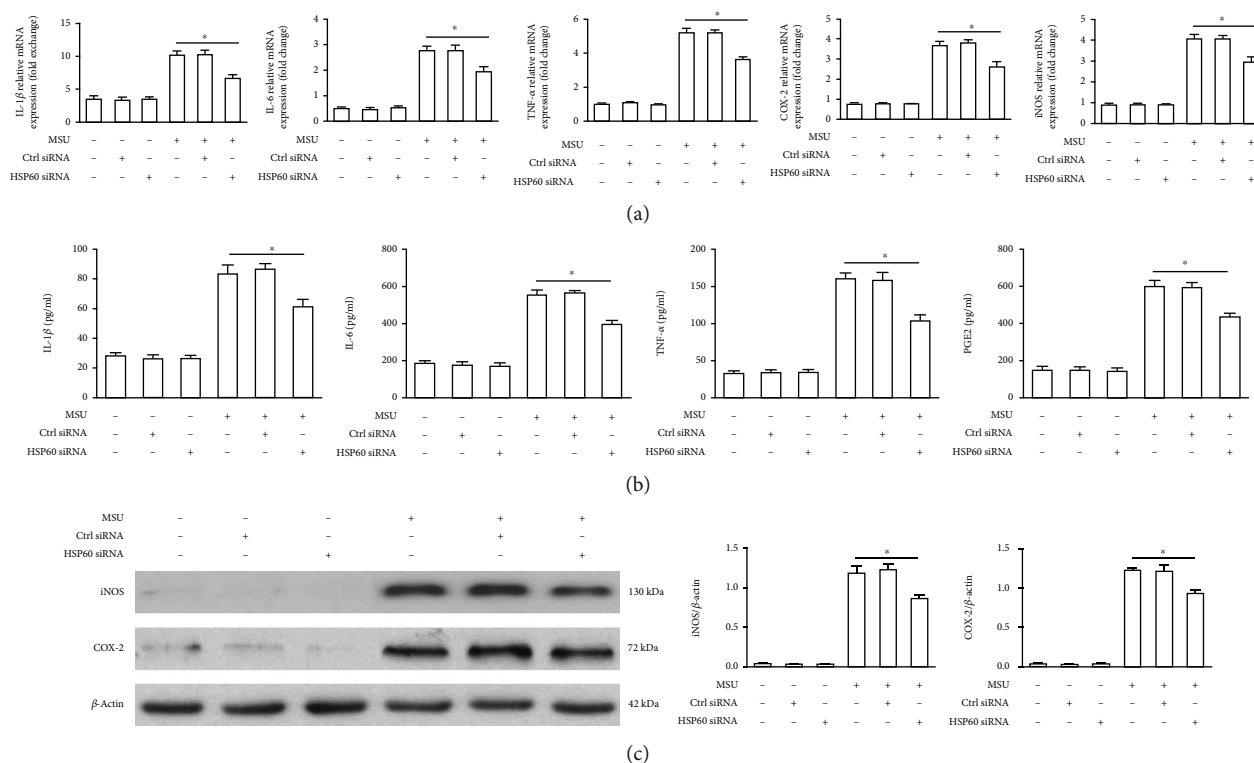 IL-1β relative mRNA
expression (fold exchange)
15
10
5
0
*
MSU – – – + + +
Ctrl siRNA – + – – + –
HSP60 siRNA – – + – – +
IL-6 relative mRNA
expression (fold change)
4
3
2
1
0
*
MSU – – – + + +
Ctrl siRNA – + – – + –
HSP60 siRNA – – + – – +
TNF-α relative mRNA
expression (fold change)
6
4
2
0
*
MSU – – – + + +
Ctrl siRNA – + – – + –
HSP60 siRNA – – + – – +
COX-2 relative mRNA
expression (fold change)
5
4
3
2
1
0
*
MSU – – – + + +
Ctrl siRNA – + – – + –
HSP60 siRNA – – + – – +
iNOS relative mRNA
expression (fold change)
5
4
3
2
1
0
*
MSU – – – + + +
Ctrl siRNA – + – – + –
HSP60 siRNA – – + – – +
(a)
IL-1β (pg/ml)
100
80
60
40
20
0
*
MSU – – – + + +
Ctrl siRNA – + – – + –
HSP60 siRNA – – + – – +
IL-6 (pg/ml)
800
600
400
200
0
*
MSU – – – + + +
Ctrl siRNA – + – – + –
HSP60 siRNA – – + – – +
TNF-α (pg/ml)
200
150
100
50
0
*
MSU – – – + + +
Ctrl siRNA – + – – + –
HSP60 siRNA – – + – – +
PGE2 (pg/ml)
800
600
400
200
0
*
MSU – – – + + +
Ctrl siRNA – + – – + –
HSP60 siRNA – – + – – +
(b)
MSU – – – + + +
Ctrl siRNA – + – – + –
HSP60 siRNA – – + – – +
iNOS 130 kDa
COX-2 72 kDa
β-Actin 42 kDa
iNOS/β-actin
1.5
1.0
0.5
0.0
*
MSU – – – + + +
Ctrl siRNA – + – – + –
HSP60 siRNA – – + – – +
COX-2/β-actin
1.5
1.0
0.5
0.0
*
MSU – – – + + +
Ctrl siRNA – + – – + –
HSP60 siRNA – – + – – +
(c)